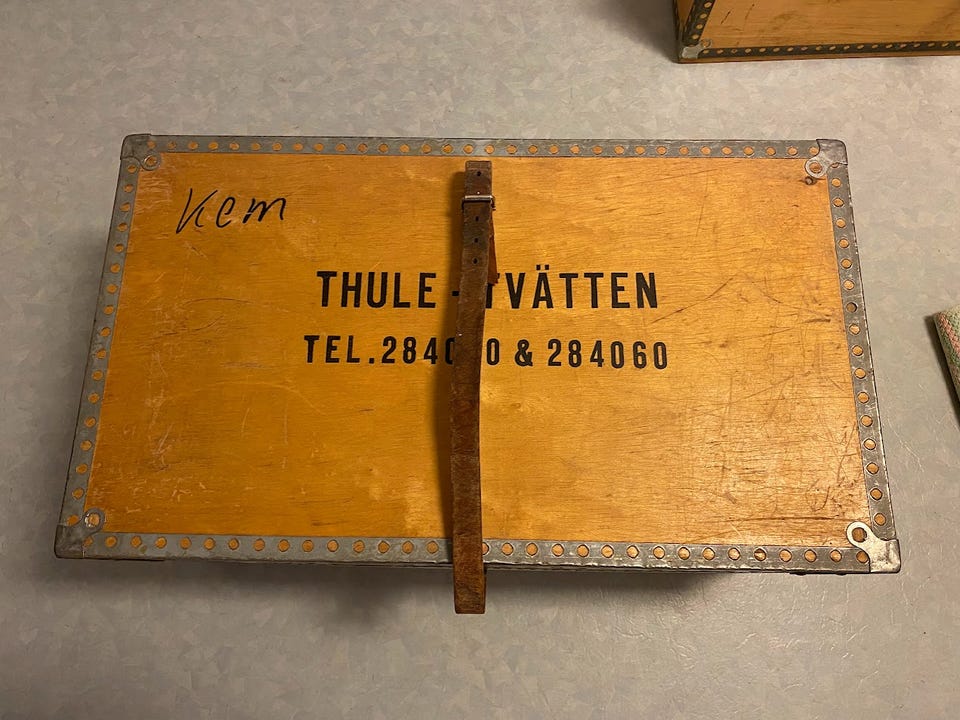 Kem
THULE - TVÄTTEN
TEL. & 284060